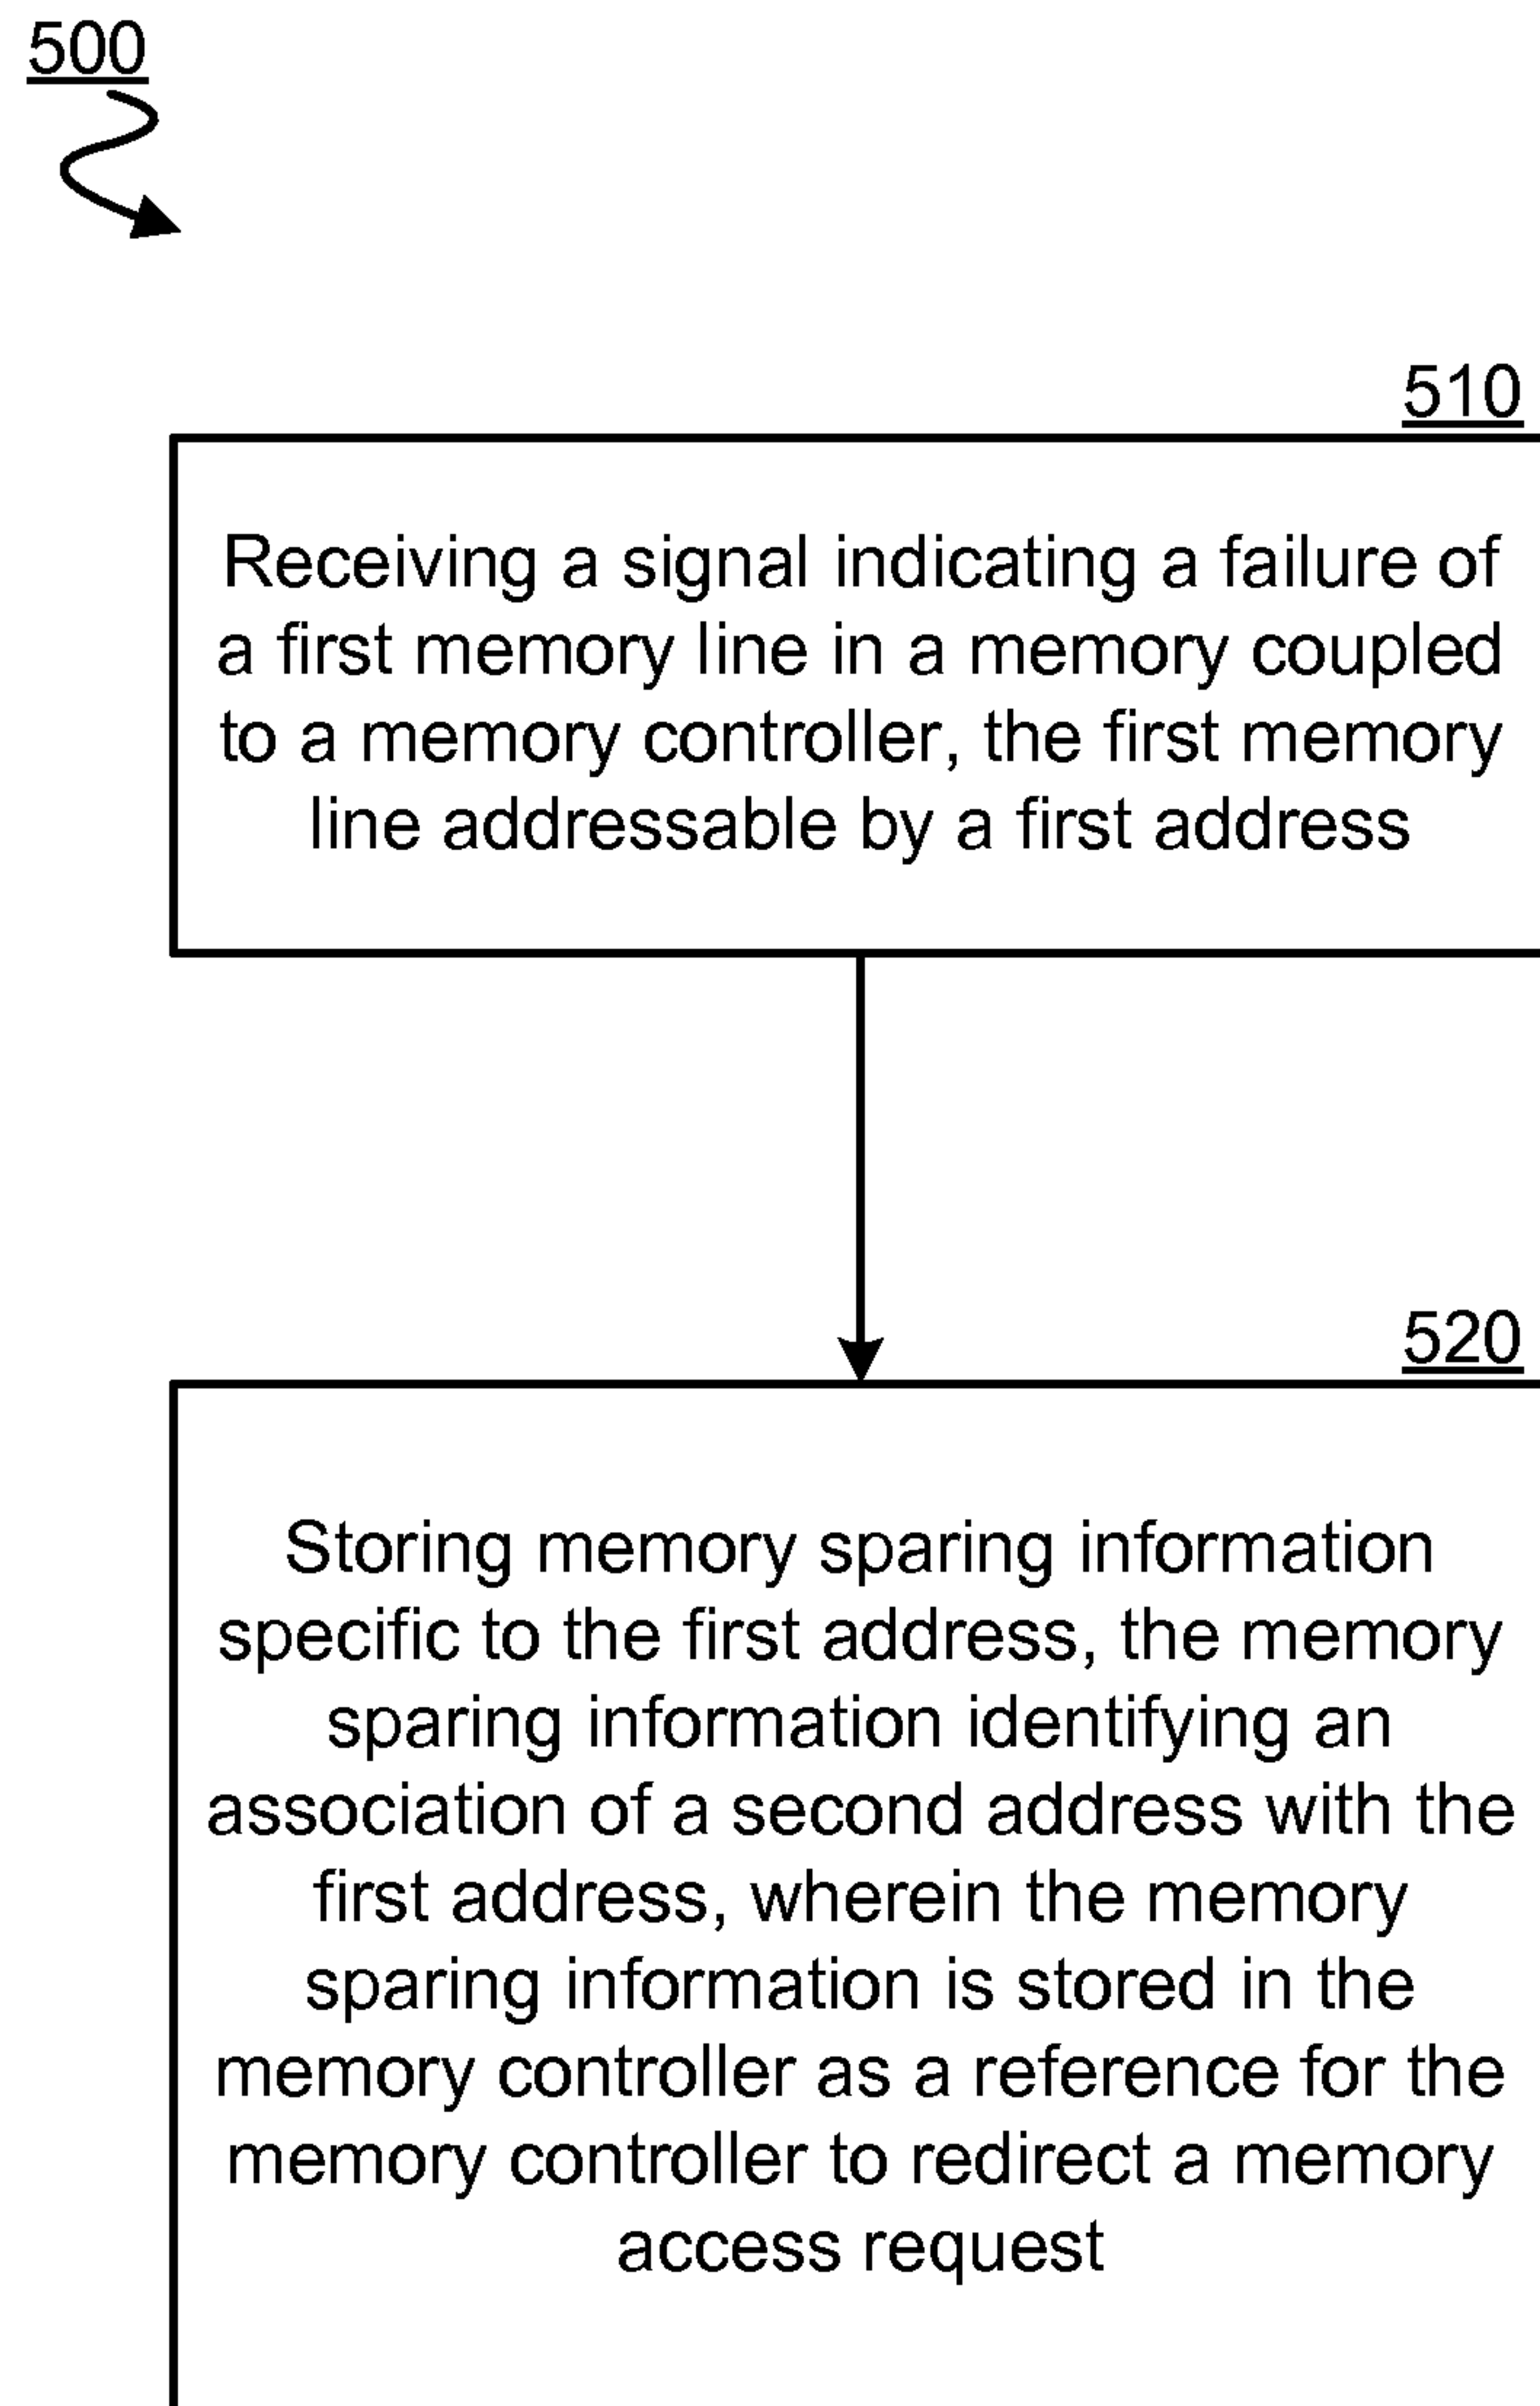 500
510
Receiving a signal indicating a failure of
a first memory line in a memory coupled
to a memory controller, the first memory
line addressable by a first address
520
Storing memory sparing information
specific to the first address, the memory
sparing information identifying an
association of a second address with the
first address, wherein the memory
sparing information is stored in the
memory controller as a reference for the
memory controller to redirect a memory
access request